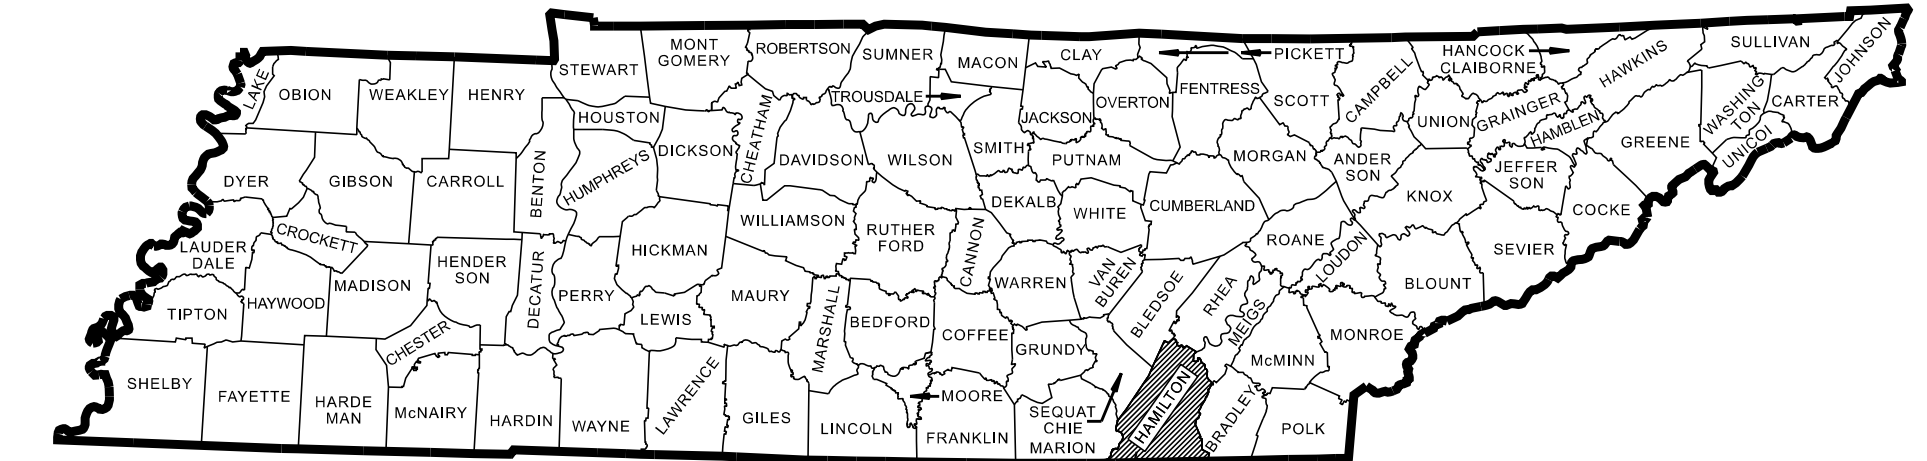 STEWART
MONT
GOMERY
ROBERTSON
SUMNER
MACON
CLAY
PICKETT
HANCOCK
CLAIBORNE
HAWKINS
SULLIVAN
JOHNSON
LAKE
OBION
WEAKLEY
HENRY
HOUSTON
CHEATHAM
TROUSDALE
JACKSON
OVERTON
FENTRESS
SCOTT
CAMPBELL
UNION
GRAINGER
HAMBLEN
WASHING
TON
CARTER
UNICOI
GREENE
DYER
GIBSON
CARROLL
BENTON
HUMPHREYS
DICKSON
DAVIDSON
WILSON
SMITH
PUTNAM
MORGAN
ANDER
SON
KNOX
JEFFER
SON
COCKE
LAUDER
DALE
CROCKETT
HICKMAN
WILLIAMSON
RUTHER
FORD
CANNON
DEKALB
WHITE
CUMBERLAND
ROANE
LOUDON
BLOUNT
SEVIER
TIPTON
HAYWOOD
MADISON
HENDER
SON
DECATUR
PERRY
LEWIS
MAURY
MARSHALL
BEDFORD
COFFEE
WARREN
VAN
BUREN
BLEDSOE
RHEA
MEIGS
MONROE
CHESTER
GRUNDY
McMINN
SHELBY
FAYETTE
HARDE
MAN
McNAIRY
HARDIN
WAYNE
LAWRENCE
GILES
LINCOLN
MOORE
FRANKLIN
SEQUAT
CHIE
MARION
HAMILTON
BRADLEY
POLK